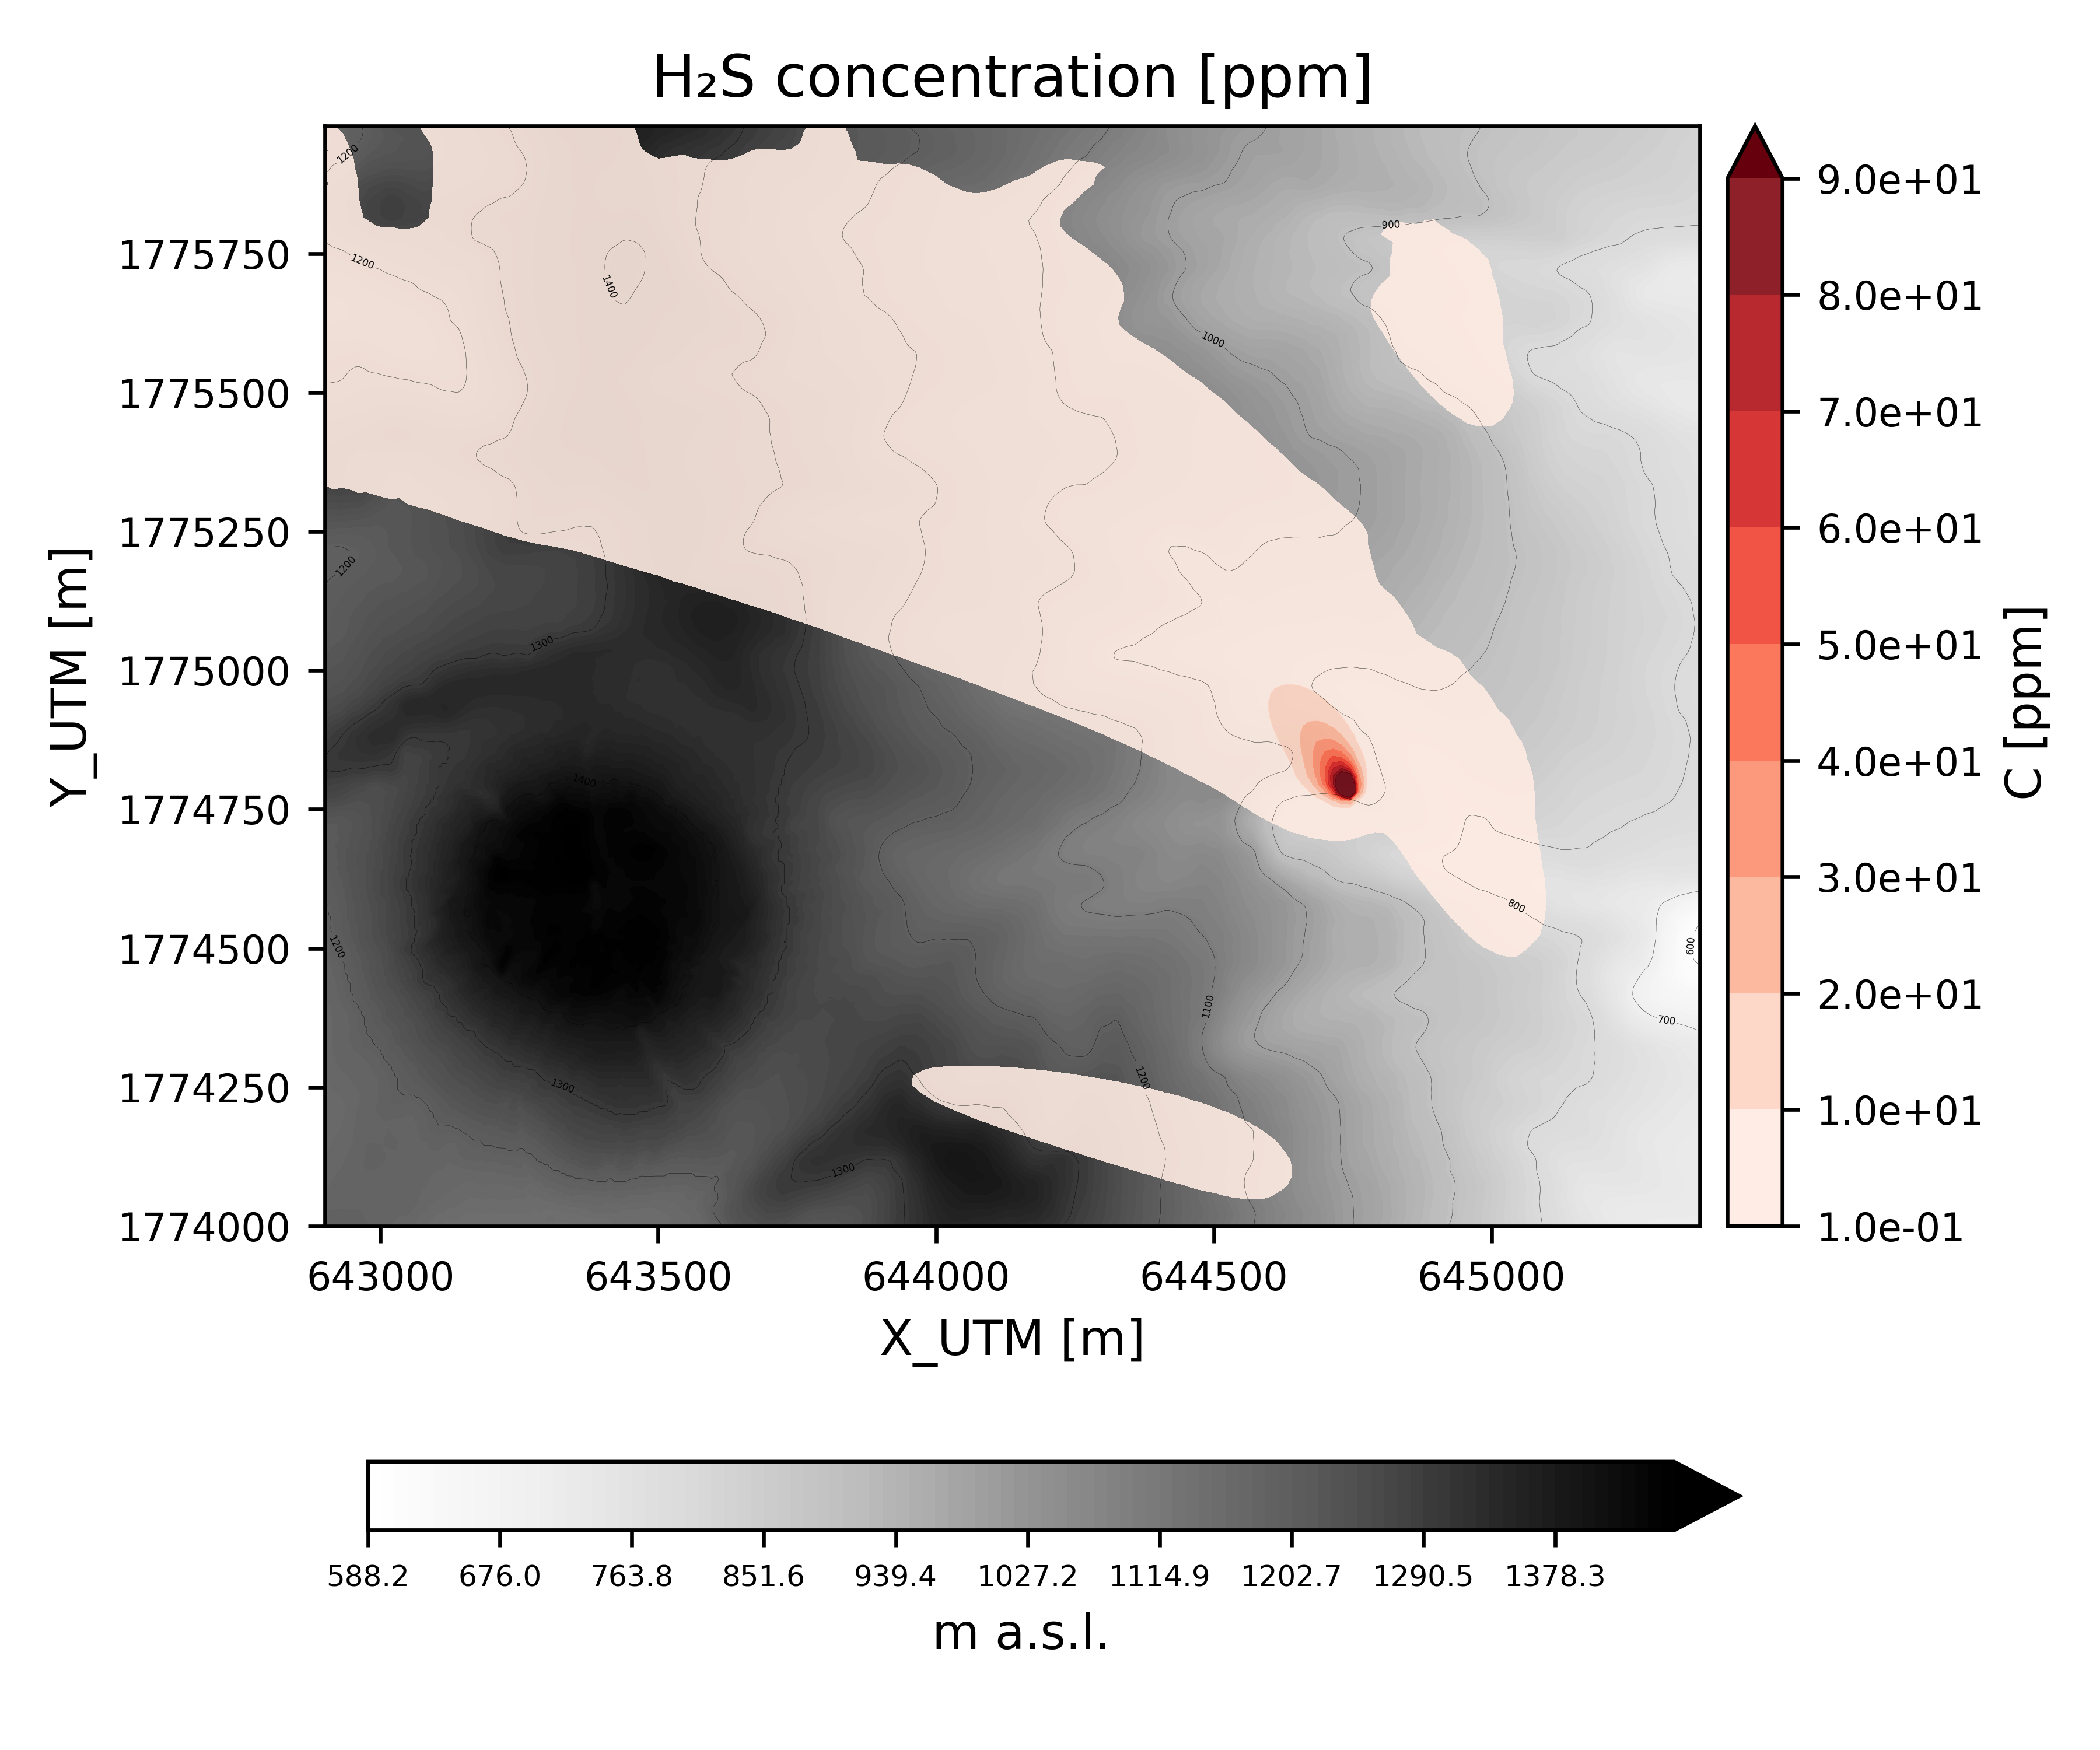 H₂S concentration [ppm]
Y_UTM [m]
1775750
1775500
1775250
1775000
1774750
1774500
1774250
1774000
643000 643500 644000 644500 645000
X_UTM [m]
1200
1200
1400
1000
900
1200
1300
1400
1200
1300
1300
1200
1100
800
600
700
9.0e+01
8.0e+01
7.0e+01
6.0e+01
5.0e+01
4.0e+01
3.0e+01
2.0e+01
1.0e+01
1.0e-01
C [ppm]
588.2 676.0 763.8 851.6 939.4 1027.2 1114.9 1202.7 1290.5 1378.3
m a.s.l.